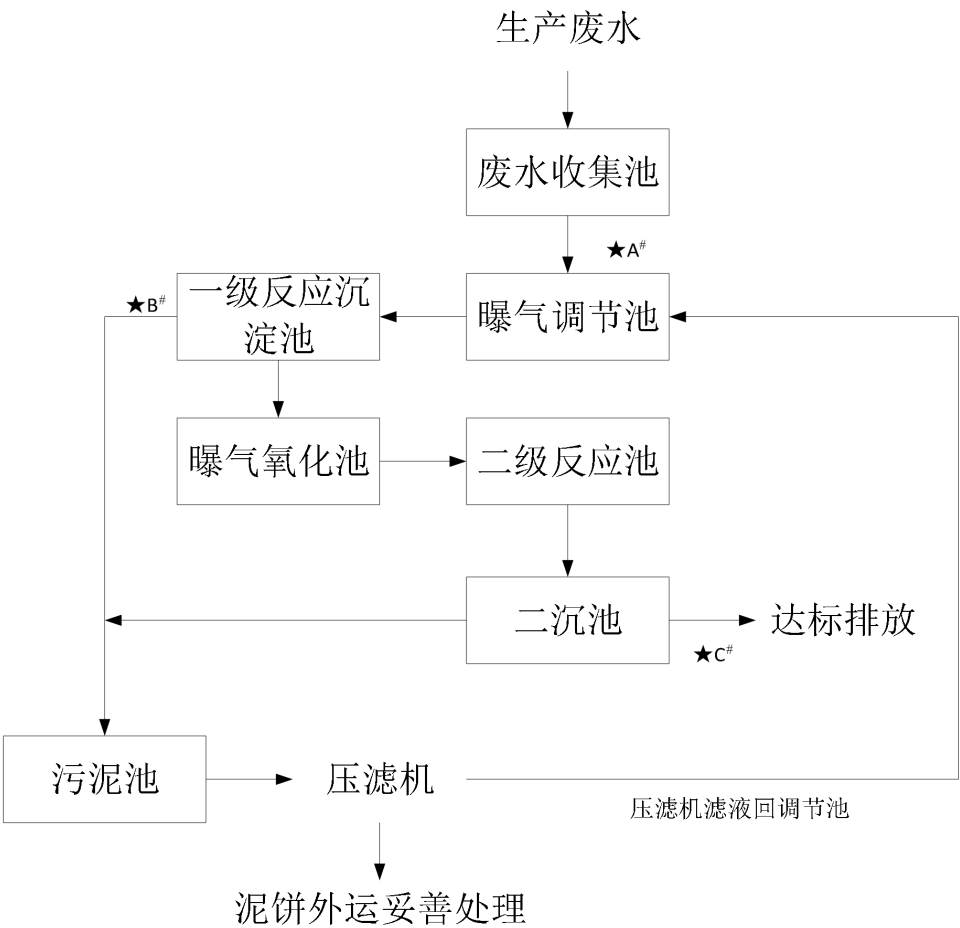 生产废水
废水收集池
★A#
一级反应沉
淀池
★B#
曝气调节池
曝气氧化池
二级反应池
二沉池
达标排放
★C#
污泥池
压滤机
压滤机滤液回调节池
泥饼外运妥善处理